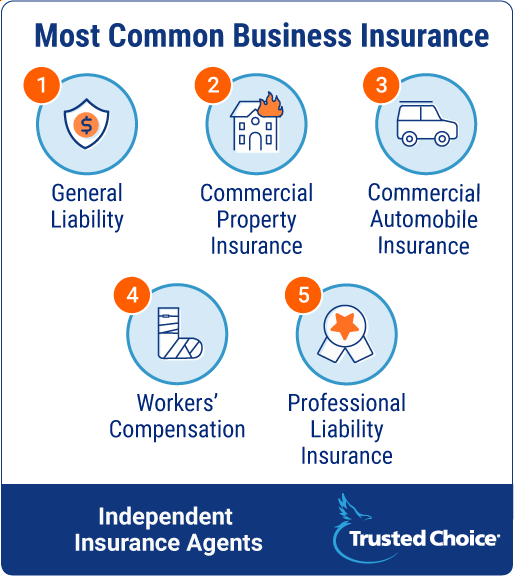 Most Common Business Insurance
1
$
General
Liability
2
Commercial
Property
Insurance
3
Commercial
Automobile
Insurance
4
Workers’
Compensation
5
Professional
Liability
Insurance
Independent
Insurance Agents
Trusted Choice®